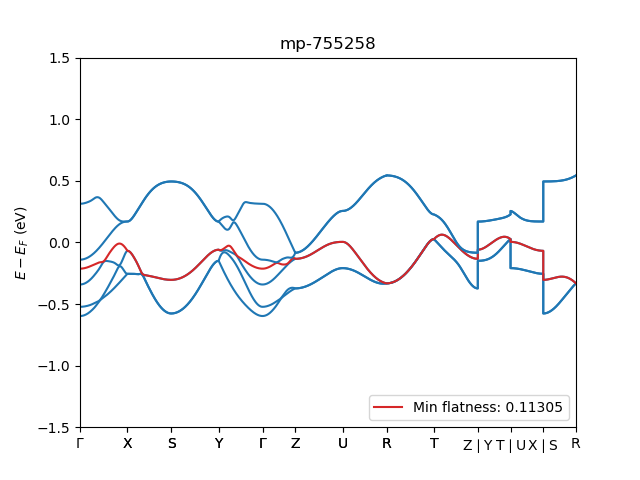 mp-755258
1.5
1.0
0.5
0.0
−0.5
−1.0
−1.5
E − E_F (eV)
Min flatness: 0.11305
Γ X S Y Γ Z U R T Z | Y T | U X | S R